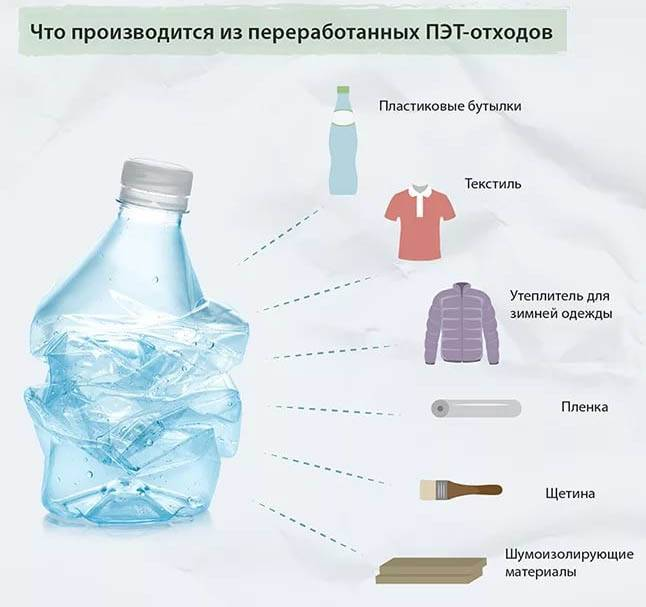 Что производится из переработанных ПЭТ-отходов
Пластиковые бутылки
Текстиль
Утеплитель для
зимней одежды
Пленка
Щетина
Шумоизолирующие
материалы